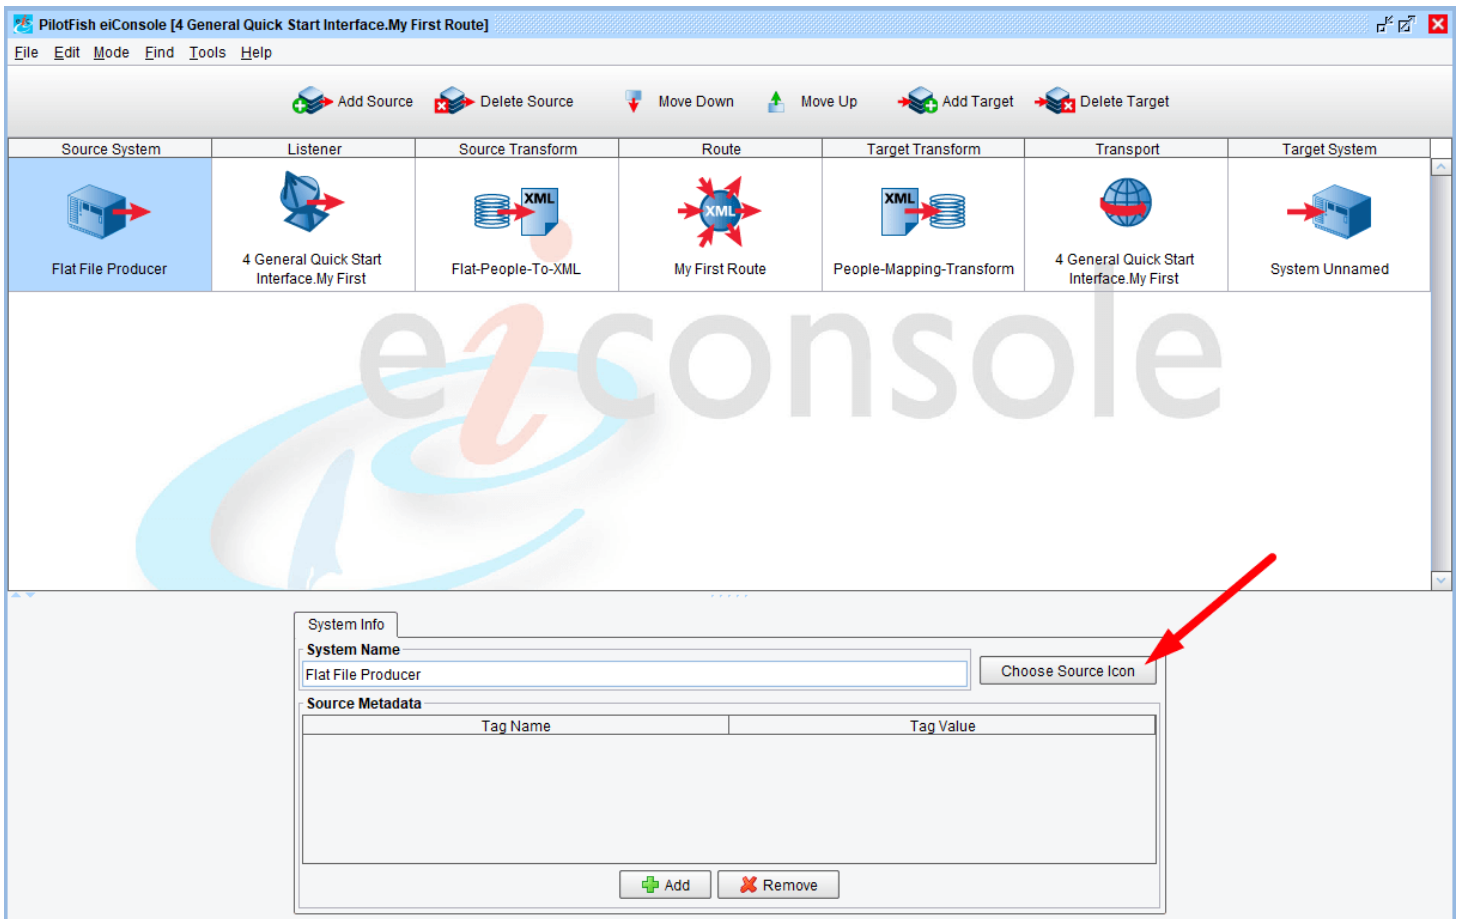 PilotFish eiConsole [4 General Quick Start Interface.My First Route]
File Edit Mode Find Tools Help
Add Source Delete Source Move Down Move Up Add Target Delete Target
Source System Listener Source Transform Route Target Transform Transport Target System
XML XML XML
Flat File Producer
4 General Quick Start
Interface.My First
Flat-People-To-XML
My First Route
People-Mapping-Transform
4 General Quick Start
Interface.My First
System Unnamed
eiconsole
System Info
System Name
Flat File Producer
Choose Source Icon
Source Metadata
Tag Name Tag Value
Add Remove